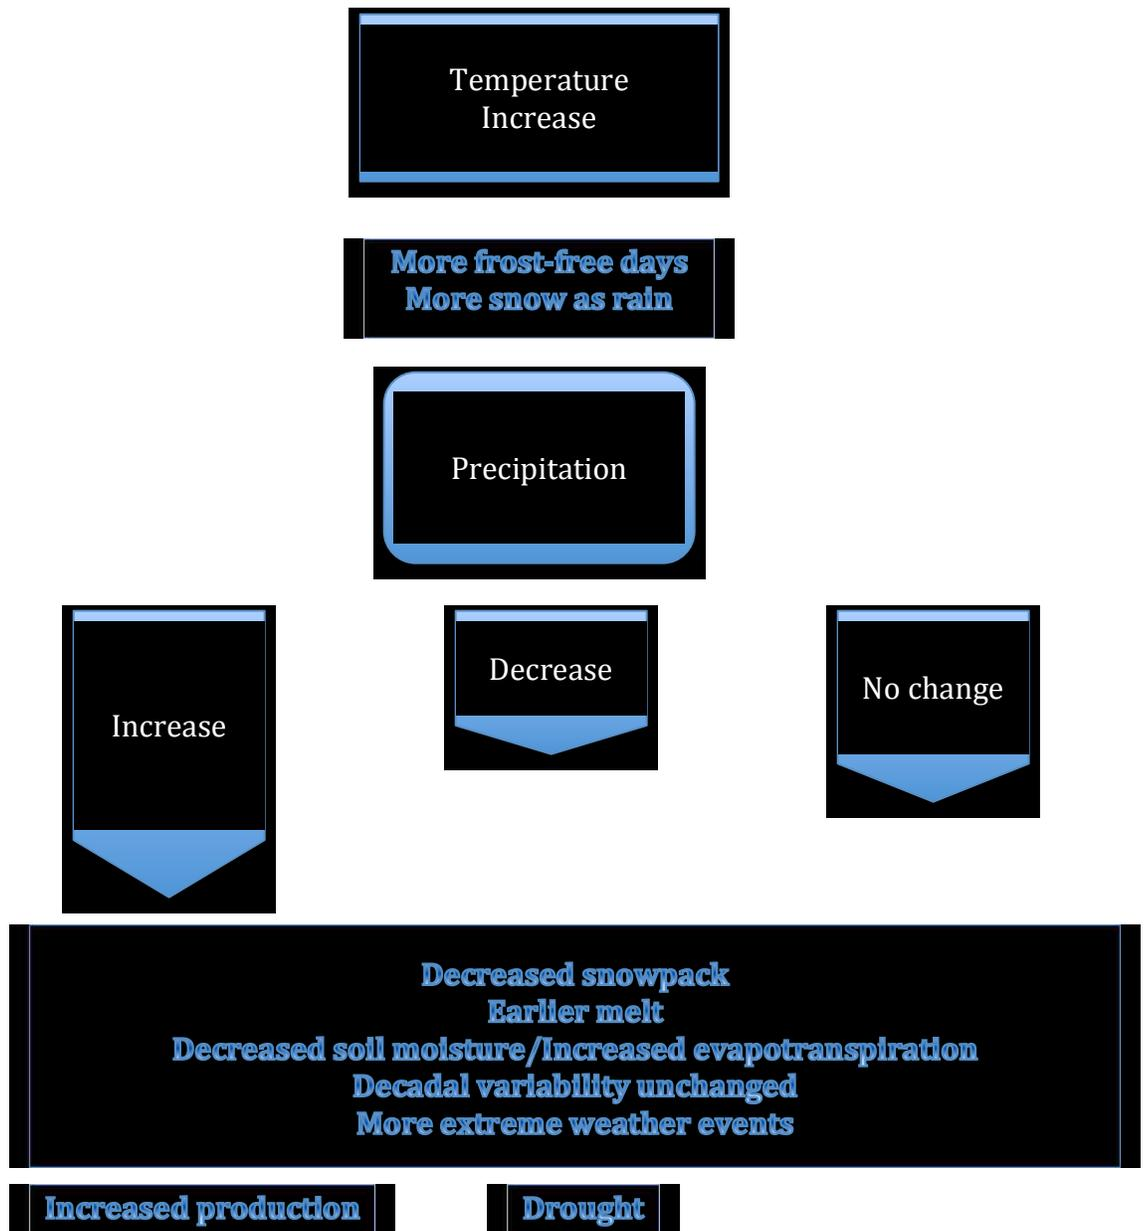 Temperature
Increase
More frost-free days
More snow as rain
Precipitation
Increase
Decrease
No change
Decreased snowpack
Earlier melt
Decreased soil moisture/Increased evapotranspiration
Decadal variability unchanged
More extreme weather events
Increased production
Drought